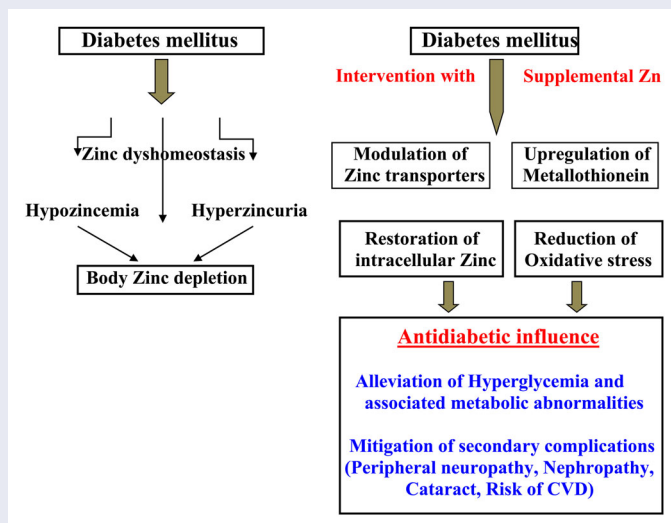 Diabetes mellitus
Zinc dyshomeostasis
Hypozincemia
Hyperzincuria
Body Zinc depletion
Diabetes mellitus
Intervention with
Supplemental Zn
Modulation of
Zinc transporters
Upregulation of
Metallothionein
Restoration of
intracellular Zinc
Reduction of
Oxidative stress
Antidiabetic influence
Alleviation of Hyperglycemia and
associated metabolic abnormalities
Mitigation of secondary complications
(Peripheral neuropathy, Nephropathy,
Cataract, Risk of CVD)